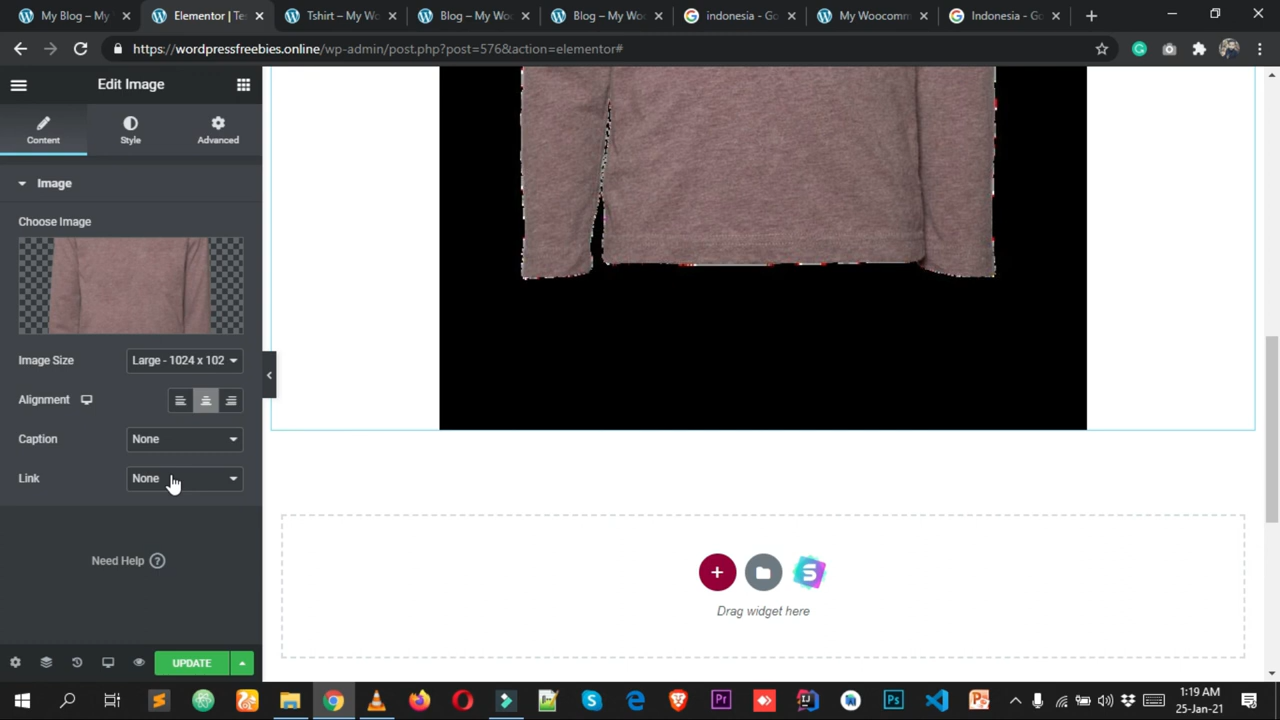 My Blog – My
Elementor | Te
Tshirt – My Wo
Blog – My Woo
Blog – My Woo
indonesia - Go
My Woocomm
Indonesia - Go
https://wordpressfreebies.online/wp-admin/post.php?post=576&action=elementor#
Edit Image
Content
Style
Advanced
Image
Choose Image
Image Size
Large - 1024 x 102
Alignment
Caption
None
Link
None
Need Help ?
Drag widget here
UPDATE
1:19 AM
25-Jan-21